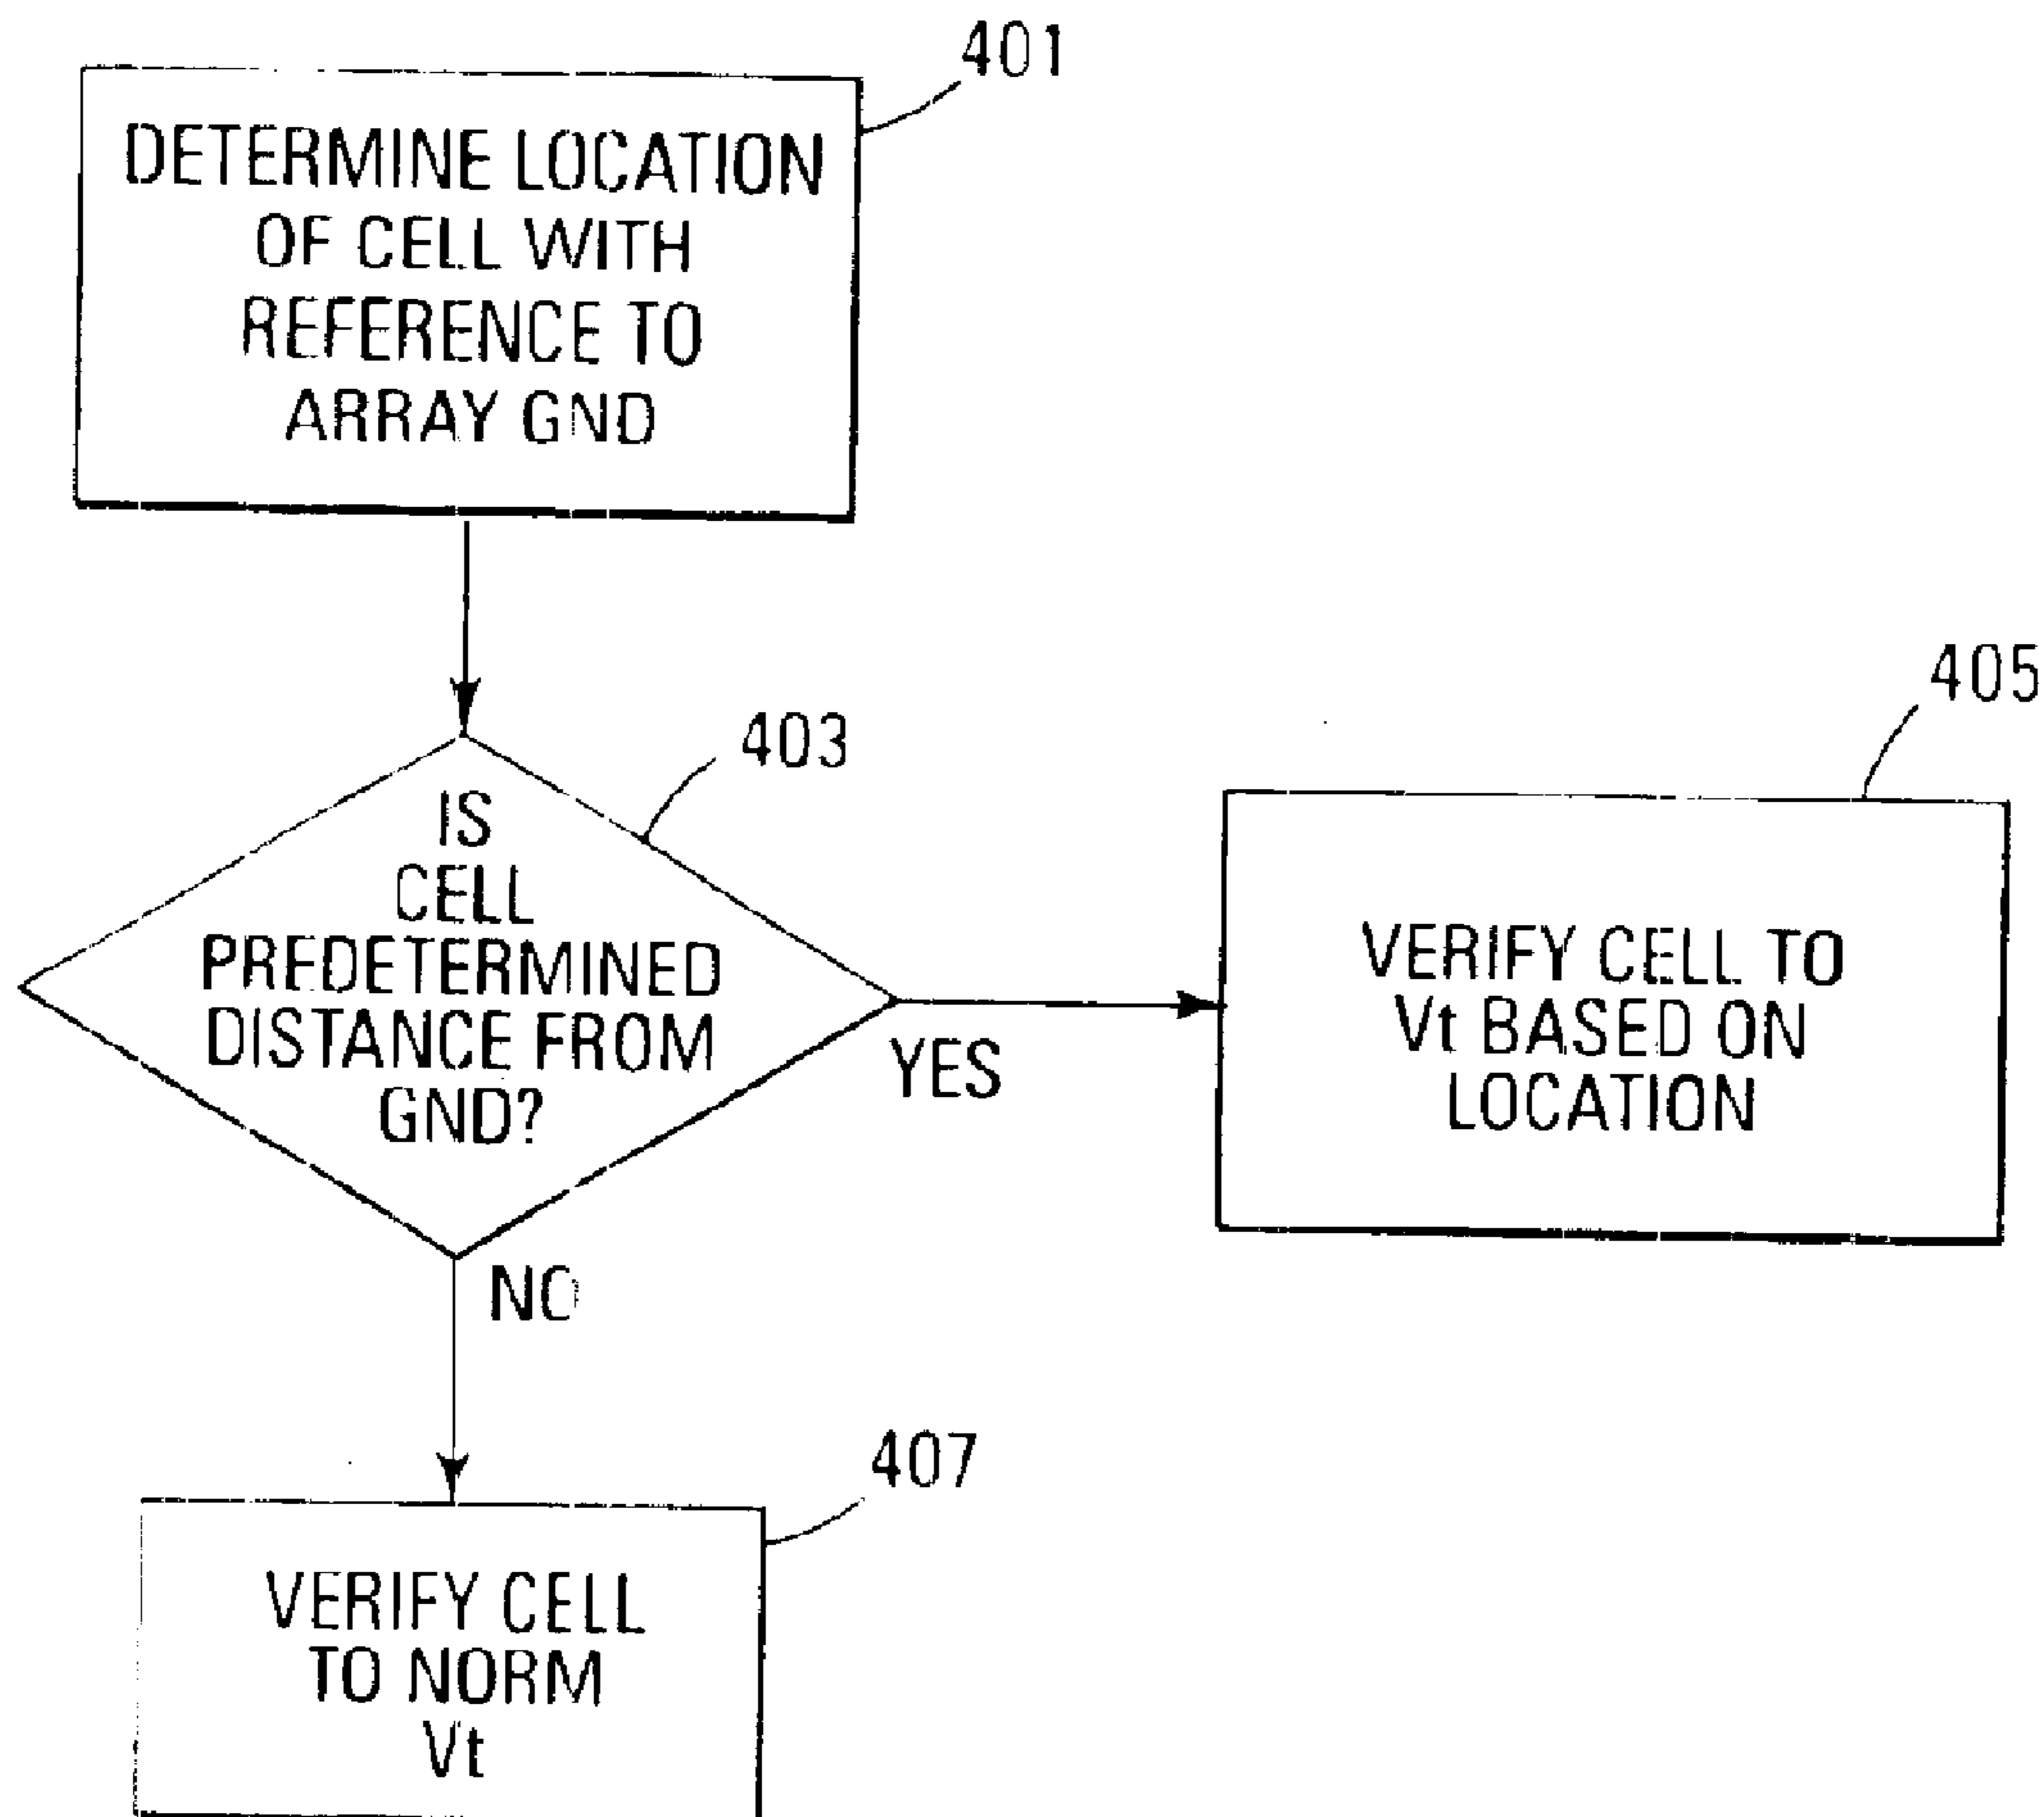 401
DETERMINE LOCATION
OF CELL WITH
REFERENCE TO
ARRAY GND
403
IS
CELL
PREDETERMINED
DISTANCE FROM
GND?
YES
405
VERIFY CELL TO
Vt BASED ON
LOCATION
NO
407
VERIFY CELL
TO NORM
Vt